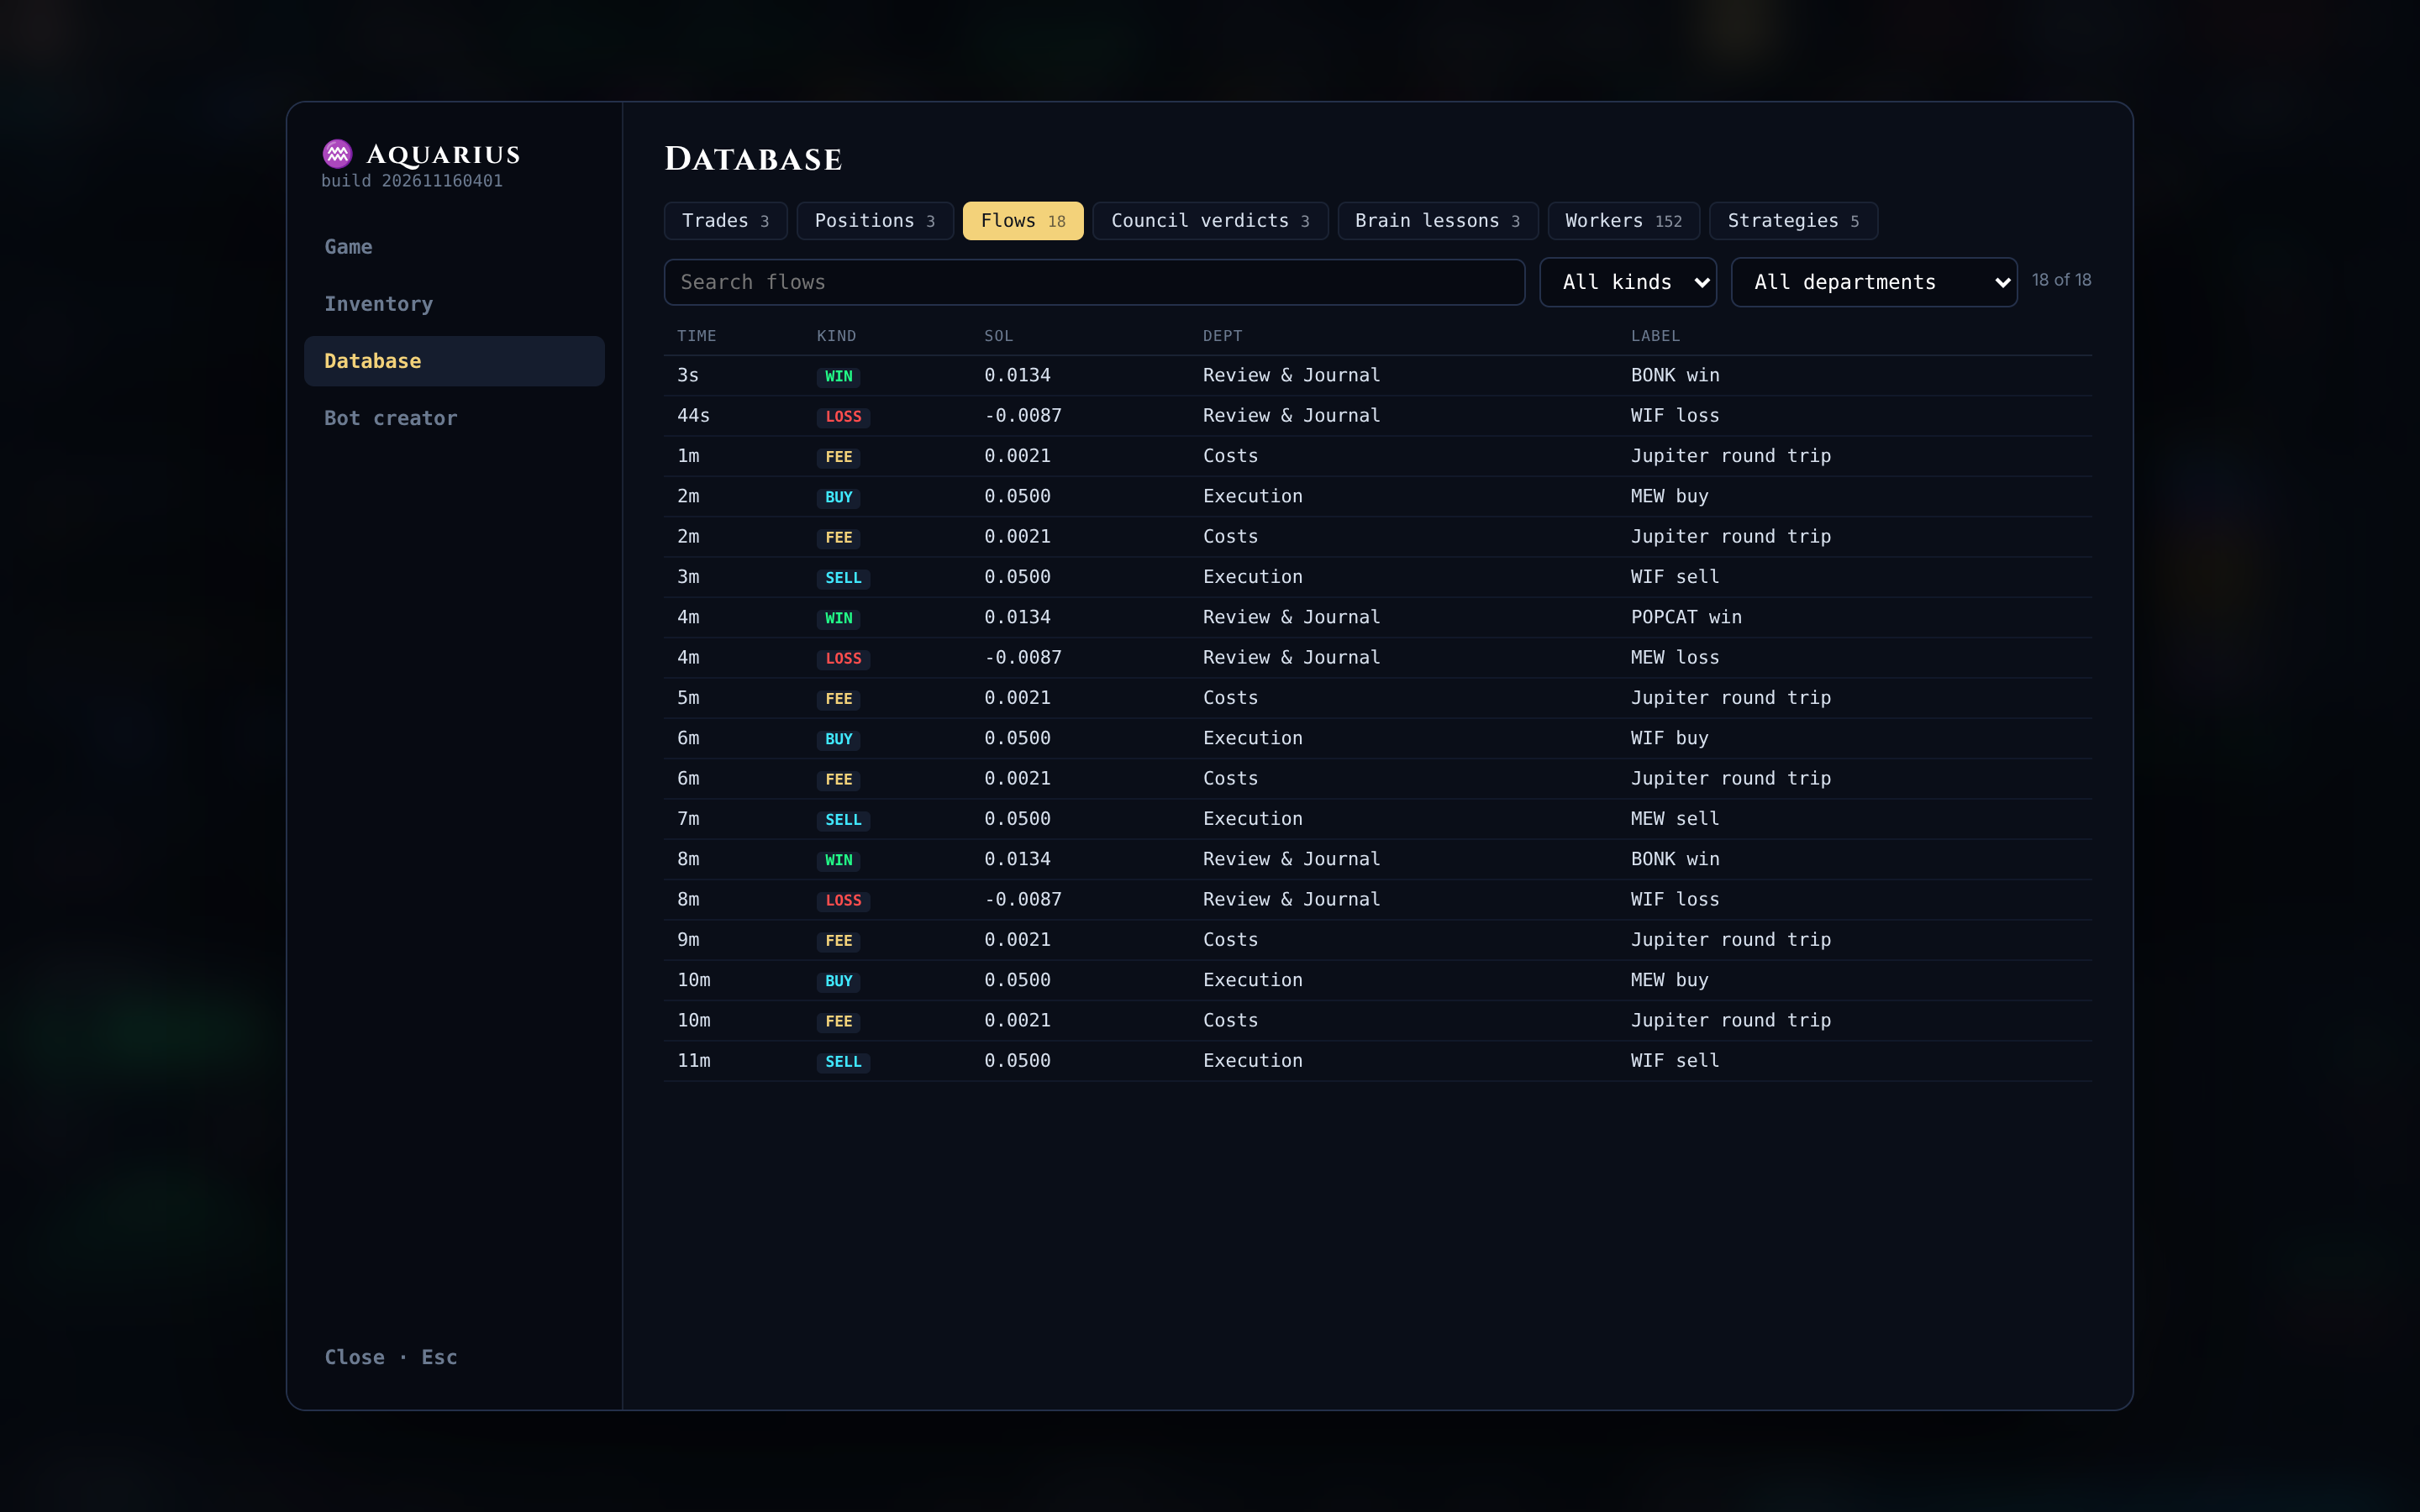 ♒ Aquarius
build 202611160401
Game
Inventory
Database
Bot creator
Close · Esc
Database
Trades 3 Positions 3 Flows 18 Council verdicts 3 Brain lessons 3 Workers 152 Strategies 5
Search flows All kinds All departments 18 of 18
TIME KIND SOL DEPT LABEL
3s WIN 0.0134 Review & Journal BONK win
44s LOSS -0.0087 Review & Journal WIF loss
1m FEE 0.0021 Costs Jupiter round trip
2m BUY 0.0500 Execution MEW buy
2m FEE 0.0021 Costs Jupiter round trip
3m SELL 0.0500 Execution WIF sell
4m WIN 0.0134 Review & Journal POPCAT win
4m LOSS -0.0087 Review & Journal MEW loss
5m FEE 0.0021 Costs Jupiter round trip
6m BUY 0.0500 Execution WIF buy
6m FEE 0.0021 Costs Jupiter round trip
7m SELL 0.0500 Execution MEW sell
8m WIN 0.0134 Review & Journal BONK win
8m LOSS -0.0087 Review & Journal WIF loss
9m FEE 0.0021 Costs Jupiter round trip
10m BUY 0.0500 Execution MEW buy
10m FEE 0.0021 Costs Jupiter round trip
11m SELL 0.0500 Execution WIF sell